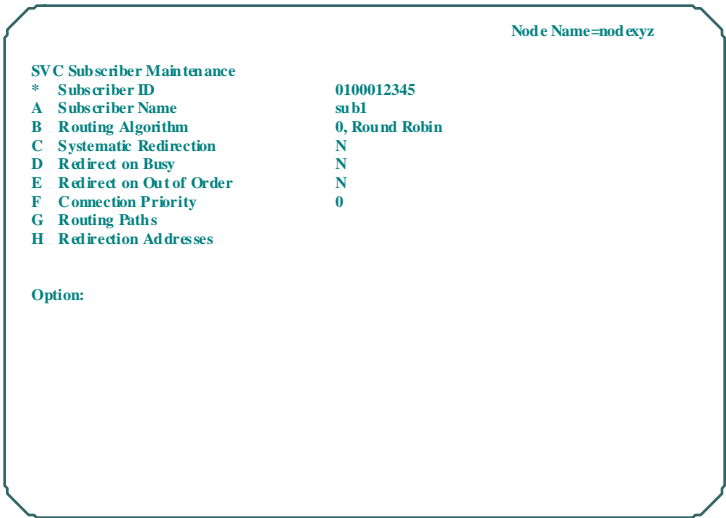 Node Name=nodexyz
SVC Subscriber Maintenance
* Subscriber ID 0100012345
A Subscriber Name sub1
B Routing Algorithm 0, Round Robin
C Systematic Redirection N
D Redirect on Busy N
E Redirect on Out of Order N
F Connection Priority 0
G Routing Paths
H Redirection Addresses
Option: